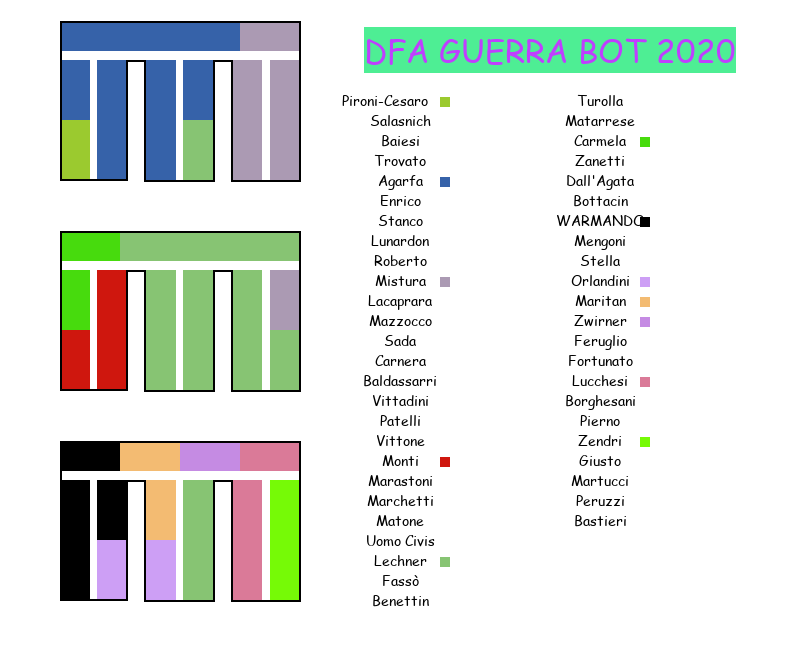 DFA GUERRA BOT 2020
Pironi-Cesaro
Salasnich
Baiesi
Trovato
Agarfa
Enrico
Stanco
Lunardon
Roberto
Mistura
Lacaprara
Mazzocco
Sada
Carnera
Baldassarri
Vittadini
Patelli
Vittone
Monti
Marastoni
Marchetti
Matone
Uomo Civis
Lechner
Fassò
Benettin
Turolla
Matarrese
Carmela
Zanetti
Dall'Agata
Bottacin
WARMANDO
Mengoni
Stella
Orlandini
Maritan
Zwirner
Feruglio
Fortunato
Lucchesi
Borghesani
Pierno
Zendri
Giusto
Martucci
Peruzzi
Bastieri